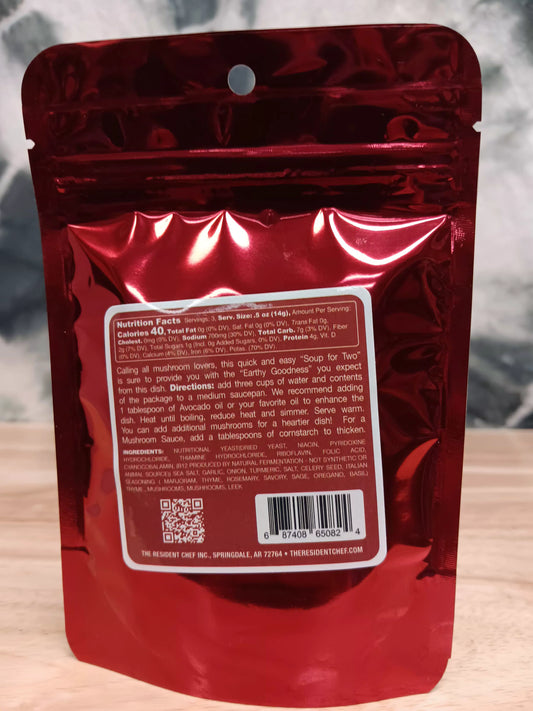 Nutrition Facts Servings: 3, Serv. Size: .5 oz (14g), Amount Per Serving:
Calories 40, Total Fat 0g (0% DV), Sat. Fat 0g (0% DV), Trans Fat 0g,
Cholest. 0mg (0% DV), Sodium 700mg (30% DV), Total Carb. 7g (3% DV), Fiber
2g (7% DV), Total Sugars 1g (Incl. 0g Added Sugars, 0% DV), Protein 4g, Vit. D
(0% DV), Calcium (4% DV), Iron (6% DV), Potas. (70% DV).
Calling all mushroom lovers, this quick and easy “Soup for Two”
is sure to provide you with the “Earthy Goodness” you expect
form this dish. Directions: add three cups of water and contents
of the package to a medium saucepan. We recommend adding
1 tablespoon of Avocado oil or your favorite oil to enhance the
dish. Heat until boiling, reduce heat and simmer. Serve warm.
You can add additional mushrooms for a heartier dish! For a
Mushroom Sauce, add a tablespoons of cornstarch to thicken.
INGREDIENTS: NUTRITIONAL YEAST(DRIED YEAST, NIACIN, PYRIDOXINE
HYDROCHLORIDE, THIAMINE HYDROCHLORIDE, RIBOFLAVIN, FOLIC ACID,
CYANOCOBALAMIN, (B12 PRODUCED BY NATURAL FERMENTATION - NOT SYNTHETIC OR
ANIMAL SOURCE)) SEA SALT, GARLIC, ONION, TURMERIC, SALT, CELERY SEED, ITALIAN
SEASONING ( MARJORAM, THYME, ROSEMARY, SAVORY, SAGE, OREGANO, BASIL)
THYME, MUSHROOMS, MUSHROOMS, LEEK
6 87408 65082 4
THE RESIDENT CHEF INC., SPRINGDALE, AR 72764 • THERESIDENTCHEF.COM